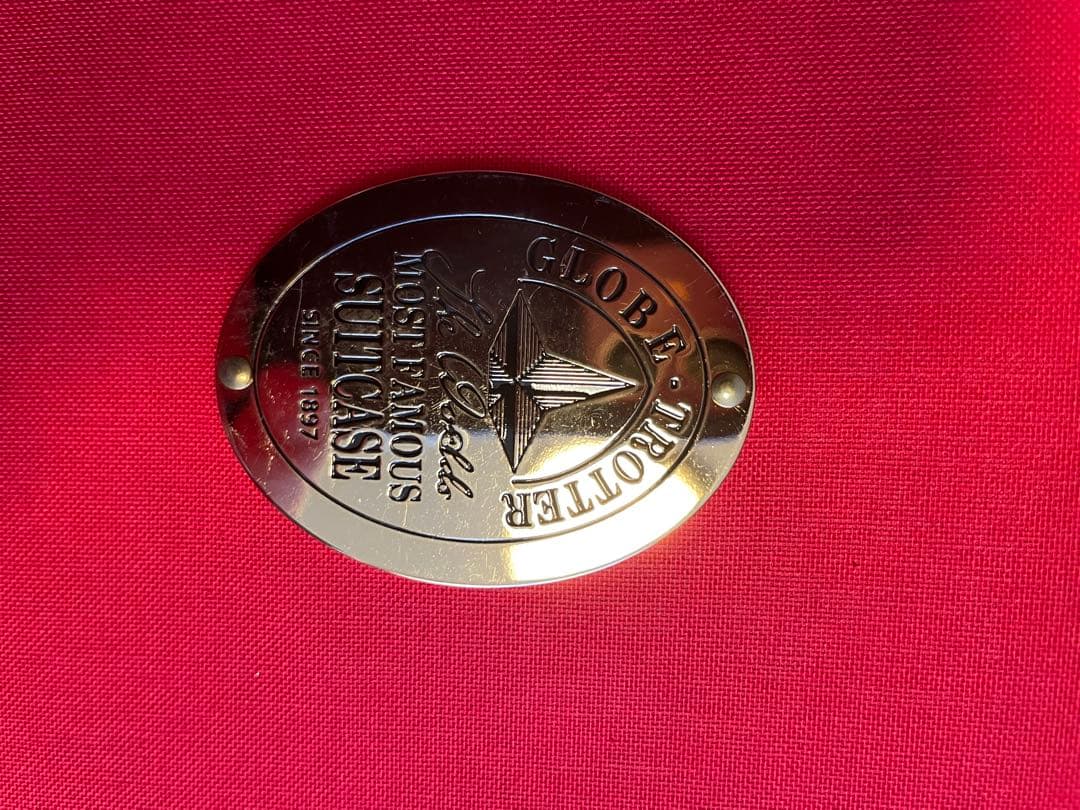 GLOBE-TROTTER
The World's
MOST FAMOUS
SUITCASE
SINCE 1897